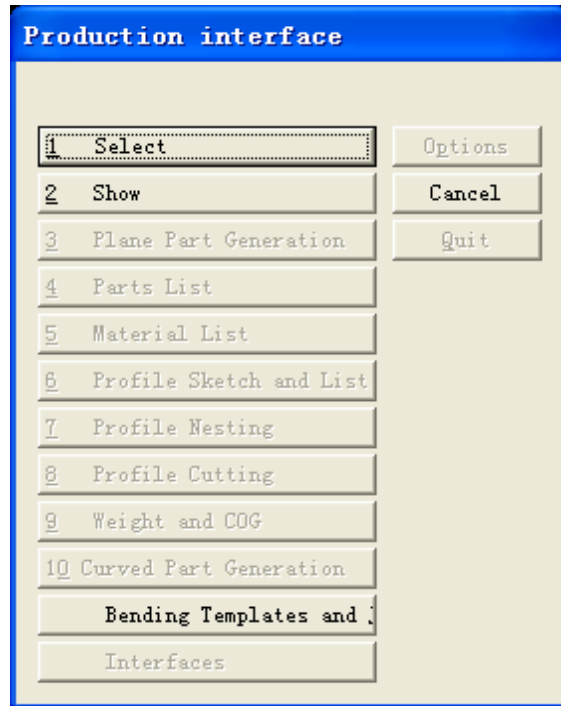 Production interface
1 Select
Options
2 Show
Cancel
3 Plane Part Generation
Quit
4 Parts List
5 Material List
6 Profile Sketch and List
7 Profile Nesting
8 Profile Cutting
9 Weight and COG
10 Curved Part Generation
Bending Templates and
Interfaces